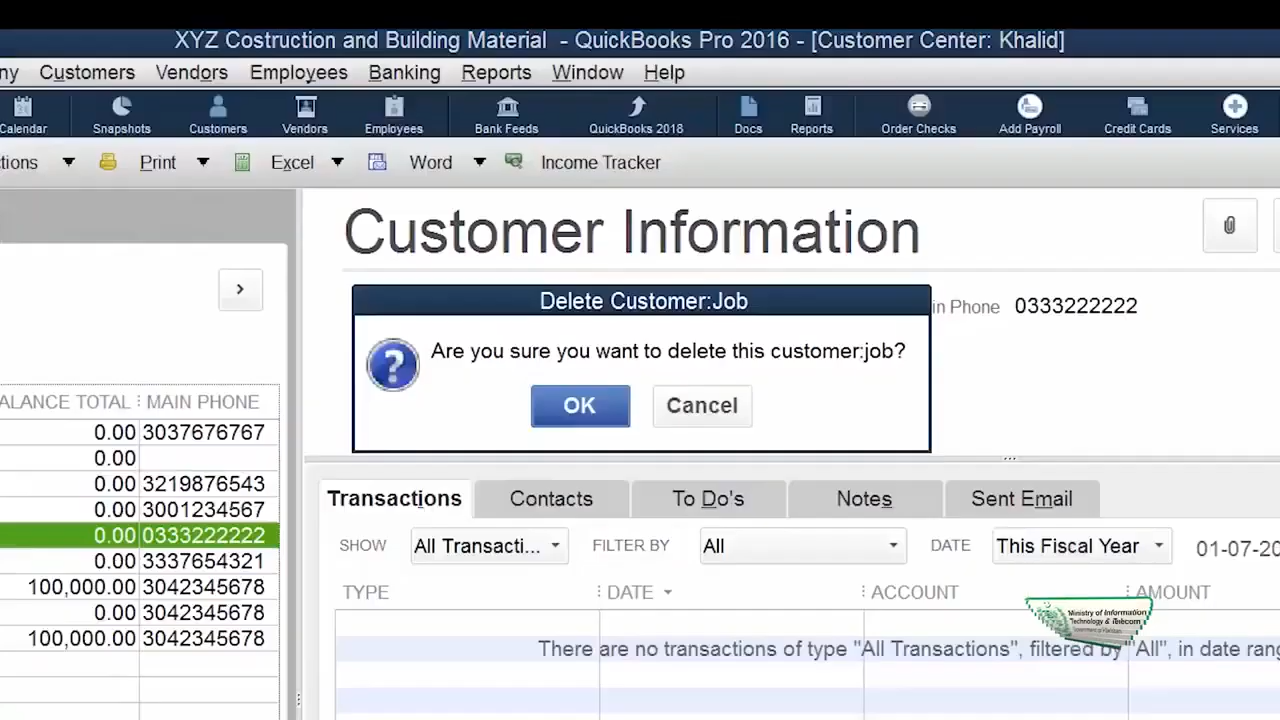 XYZ Costruction and Building Material - QuickBooks Pro 2016 - [Customer Center: Khalid]
ny Customers Vendors Employees Banking Reports Window Help
Calendar Snapshots Customers Vendors Employees Bank Feeds QuickBooks 2018 Docs Reports Order Checks Add Payroll Credit Cards Services
tions Print Excel Word Income Tracker
Customer Information
Delete Customer:Job
in Phone 0333222222
Are you sure you want to delete this customer:job?
OK Cancel
ALANCE TOTAL MAIN PHONE
0.00 3037676767
0.00
0.00 3219876543
0.00 3001234567
0.00 0333222222
0.00 3337654321
100,000.00 3042345678
0.00 3042345678
100,000.00 3042345678
Transactions Contacts To Do's Notes Sent Email
SHOW All Transacti... FILTER BY All DATE This Fiscal Year 01-07-20
TYPE DATE ACCOUNT AMOUNT
Ministry of Information
Technology & Telecom
There are no transactions of type "All Transactions", filtered by "All", in date rang